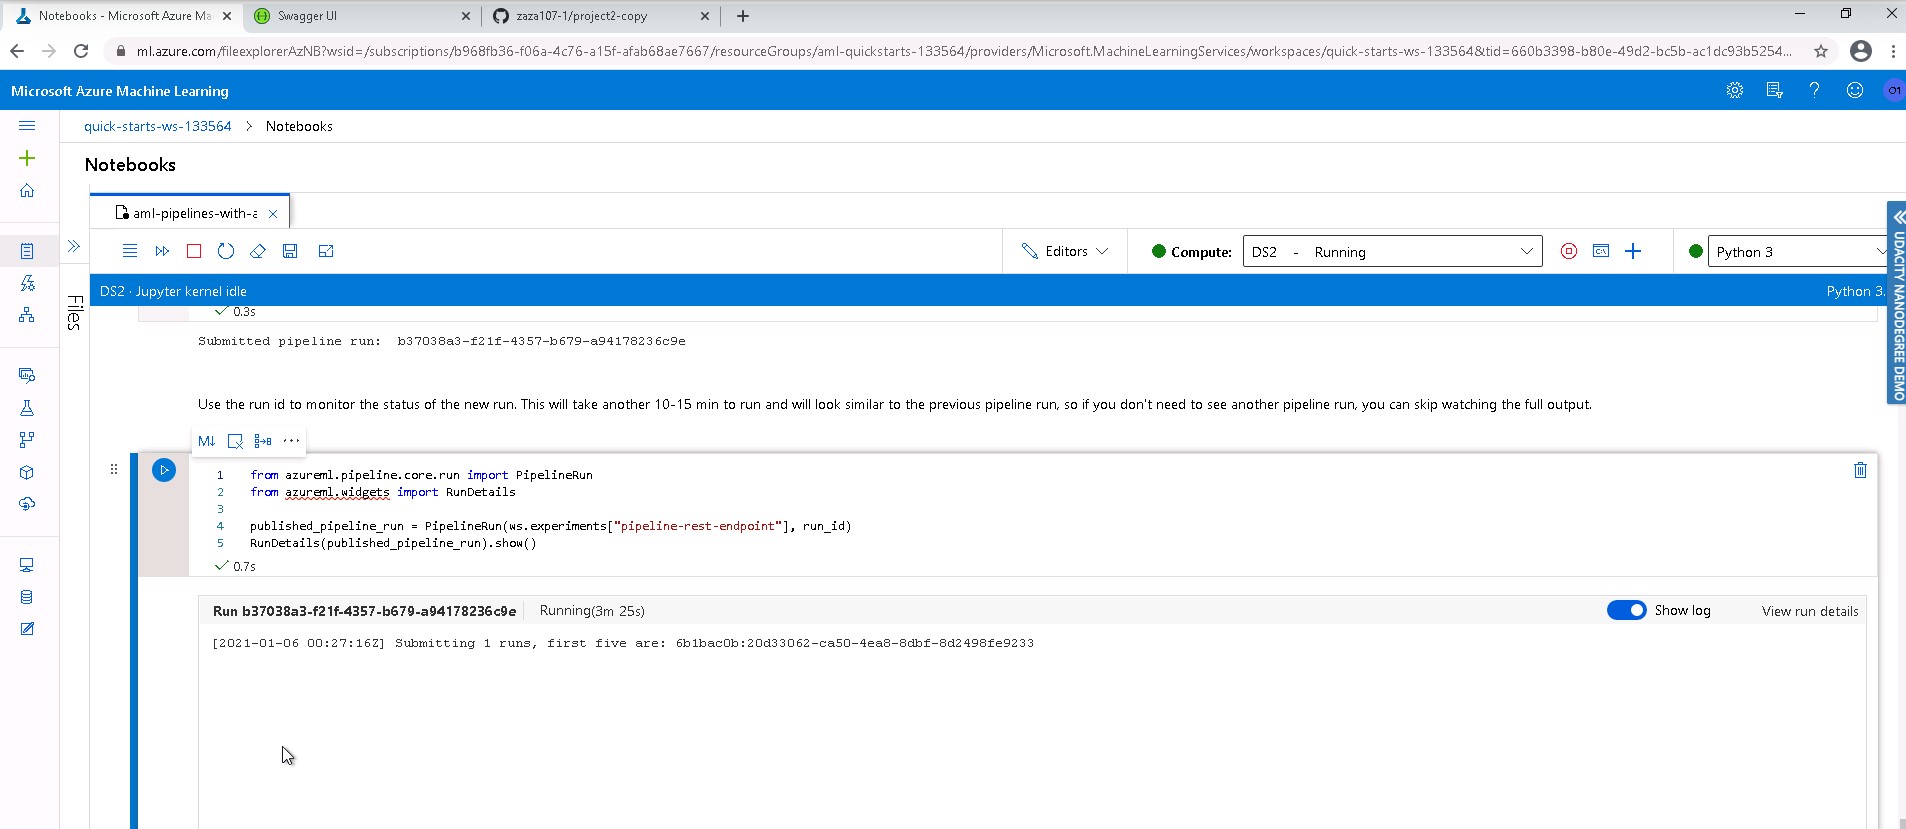 Notebooks - Microsoft Azure Ma
Swagger UI
zaza107-1/project2-copy
ml.azure.com/fileexplorerAzNB?wsid=/subscriptions/b968fb36-f06a-4c76-a15f-afab68ae7667/resourceGroups/aml-quickstarts-133564/providers/Microsoft.MachineLearningServices/workspaces/quick-starts-ws-133564&tid=660b3398-b80e-49d2-bc5b-ac1dc93b5254...
Microsoft Azure Machine Learning
01
quick-starts-ws-133564 > Notebooks
Notebooks
aml-pipelines-with-a
Editors
Compute:
DS2 - Running
Python 3
DS2 · Jupyter kernel idle
Python 3.
Files
UDACITY NANODEGREE DEMO
0.3s
Submitted pipeline run: b37038a3-f21f-4357-b679-a94178236c9e
Use the run id to monitor the status of the new run. This will take another 10-15 min to run and will look similar to the previous pipeline run, so if you don't need to see another pipeline run, you can skip watching the full output.
M↓
1 from azureml.pipeline.core.run import PipelineRun
2 from azureml.widgets import RunDetails
3
4 published_pipeline_run = PipelineRun(ws.experiments["pipeline-rest-endpoint"], run_id)
5 RunDetails(published_pipeline_run).show()
0.7s
Run b37038a3-f21f-4357-b679-a94178236c9e
Running(3m 25s)
Show log
View run details
[2021-01-06 00:27:16Z] Submitting 1 runs, first five are: 6b1bac0b:20d33062-ca50-4ea8-8dbf-8d2498fe9233